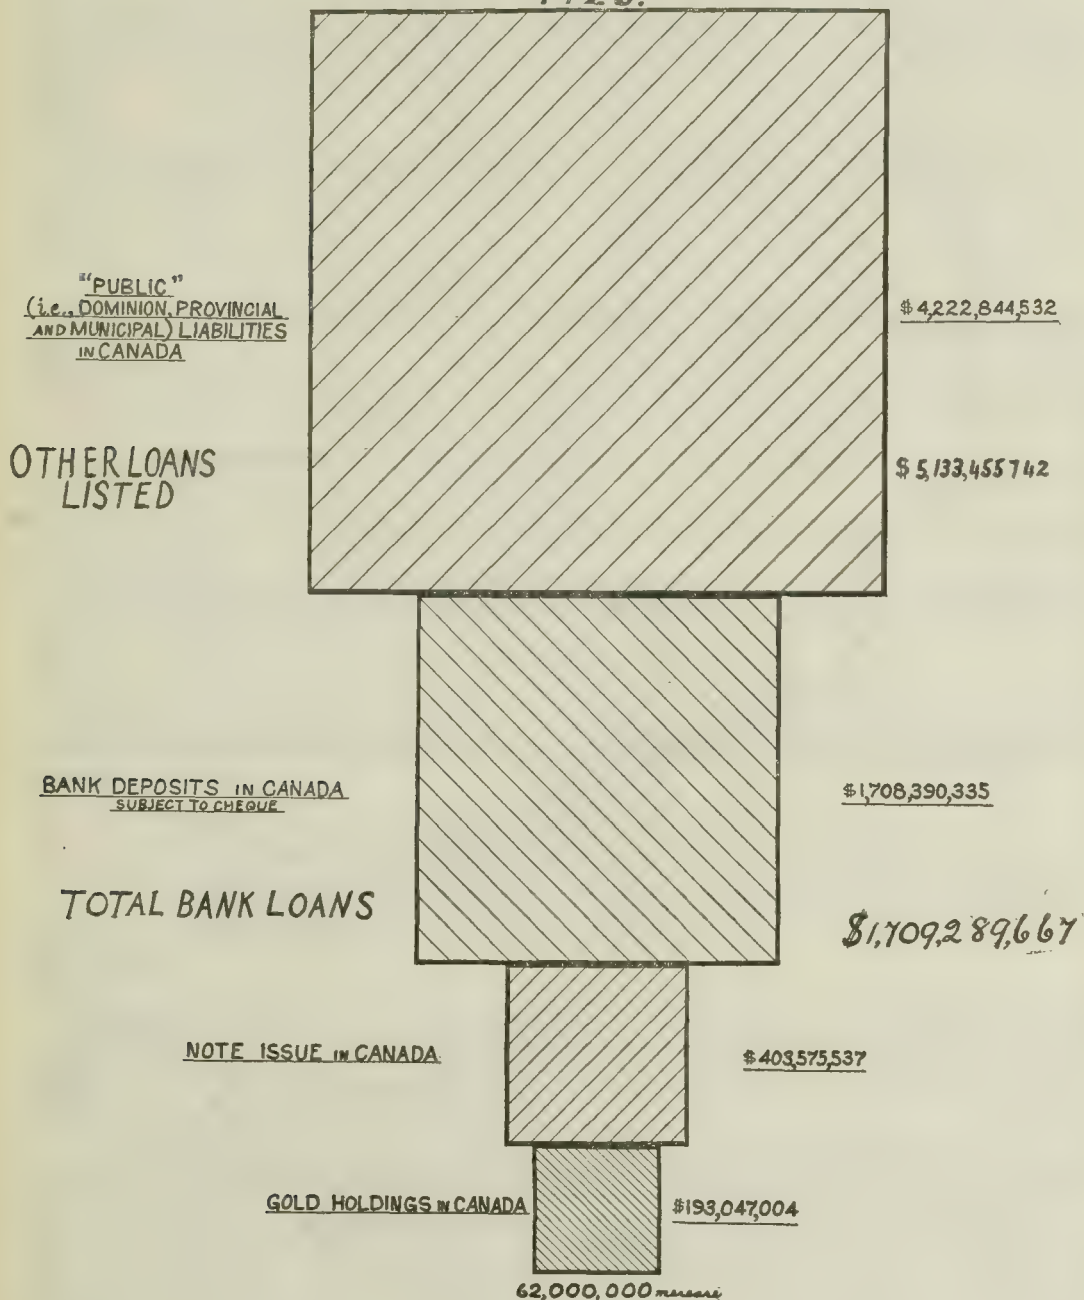 "PUBLIC"
(i.e., DOMINION, PROVINCIAL
AND MUNICIPAL) LIABILITIES
IN CANADA
$4,222,844,532
OTHER LOANS
LISTED
$5,133,455742
BANK DEPOSITS IN CANADA
SUBJECT TO CHEQUE
$1,708,390,335
TOTAL BANK LOANS
$1,709,289,667
NOTE ISSUE IN CANADA
$403,575,537
GOLD HOLDINGS IN CANADA
$193,047,004
62,000,000